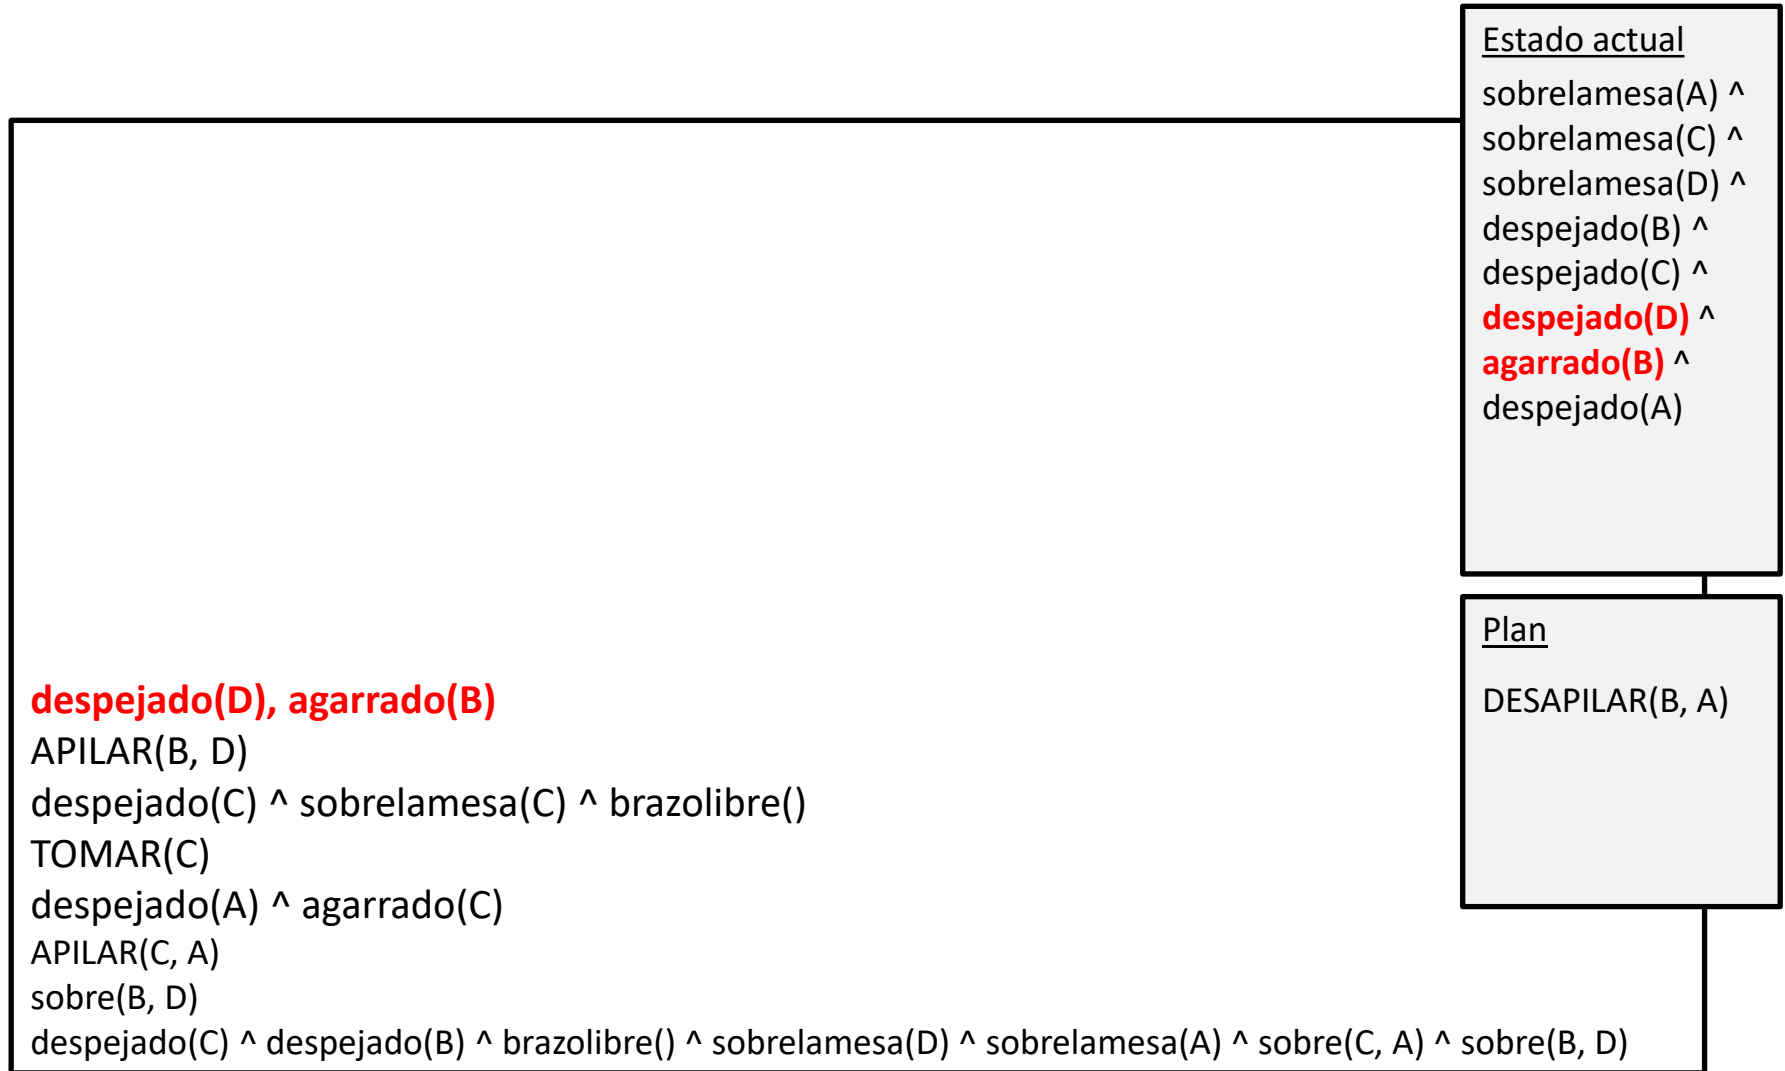 Estado actual
sobrelamesa(A) ^
sobrelamesa(C) ^
sobrelamesa(D) ^
despejado(B) ^
despejado(C) ^
despejado(D) ^
agarrado(B) ^
despejado(A)
Plan
DESAPILAR(B, A)
despejado(D), agarrado(B)
APILAR(B, D)
despejado(C) ^ sobrelamesa(C) ^ brazolibre()
TOMAR(C)
despejado(A) ^ agarrado(C)
APILAR(C, A)
sobre(B, D)
despejado(C) ^ despejado(B) ^ brazolibre() ^ sobrelamesa(D) ^ sobrelamesa(A) ^ sobre(C, A) ^ sobre(B, D)